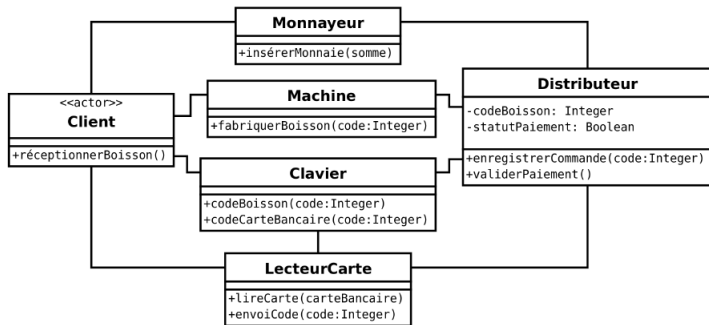 Monnayeur
+insérerMonnaie(somme)
<<actor>>
Client
+réceptionnerBoisson()
Machine
+fabriquerBoisson(code:Integer)
Distributeur
-codeBoisson: Integer
-statutPaiement: Boolean
+enregistrerCommande(code:Integer)
+validerPaiement()
Clavier
+codeBoisson(code:Integer)
+codeCarteBancaire(code:Integer)
LecteurCarte
+lireCarte(carteBancaire)
+envoiCode(code:Integer)